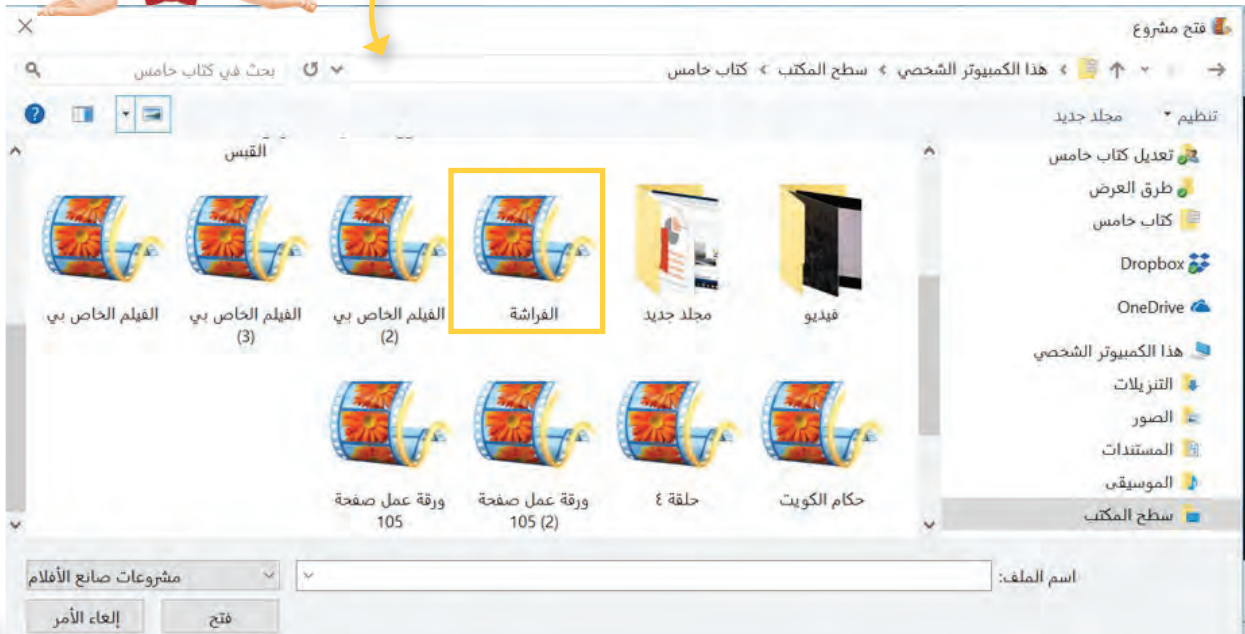 فتح مشروع
هذا الكمبيوتر الشخصي › سطح المكتب › كتاب خامس
بحث في كتاب خامس
تنظيم
مجلد جديد
تعديل كتاب خامس
طرق العرض
كتاب خامس
Dropbox
OneDrive
هذا الكمبيوتر الشخصي
التنزيلات
الصور
المستندات
الموسيقى
سطح المكتب
القبس
فيديو
مجلد جديد
الفراشة
الفيلم الخاص بي
(2)
الفيلم الخاص بي
(3)
الفيلم الخاص بي
حكام الكويت
حلقة ٤
ورقة عمل صفحة
105 (2)
ورقة عمل صفحة
105
اسم الملف:
مشروعات صانع الأفلام
فتح
إلغاء الأمر